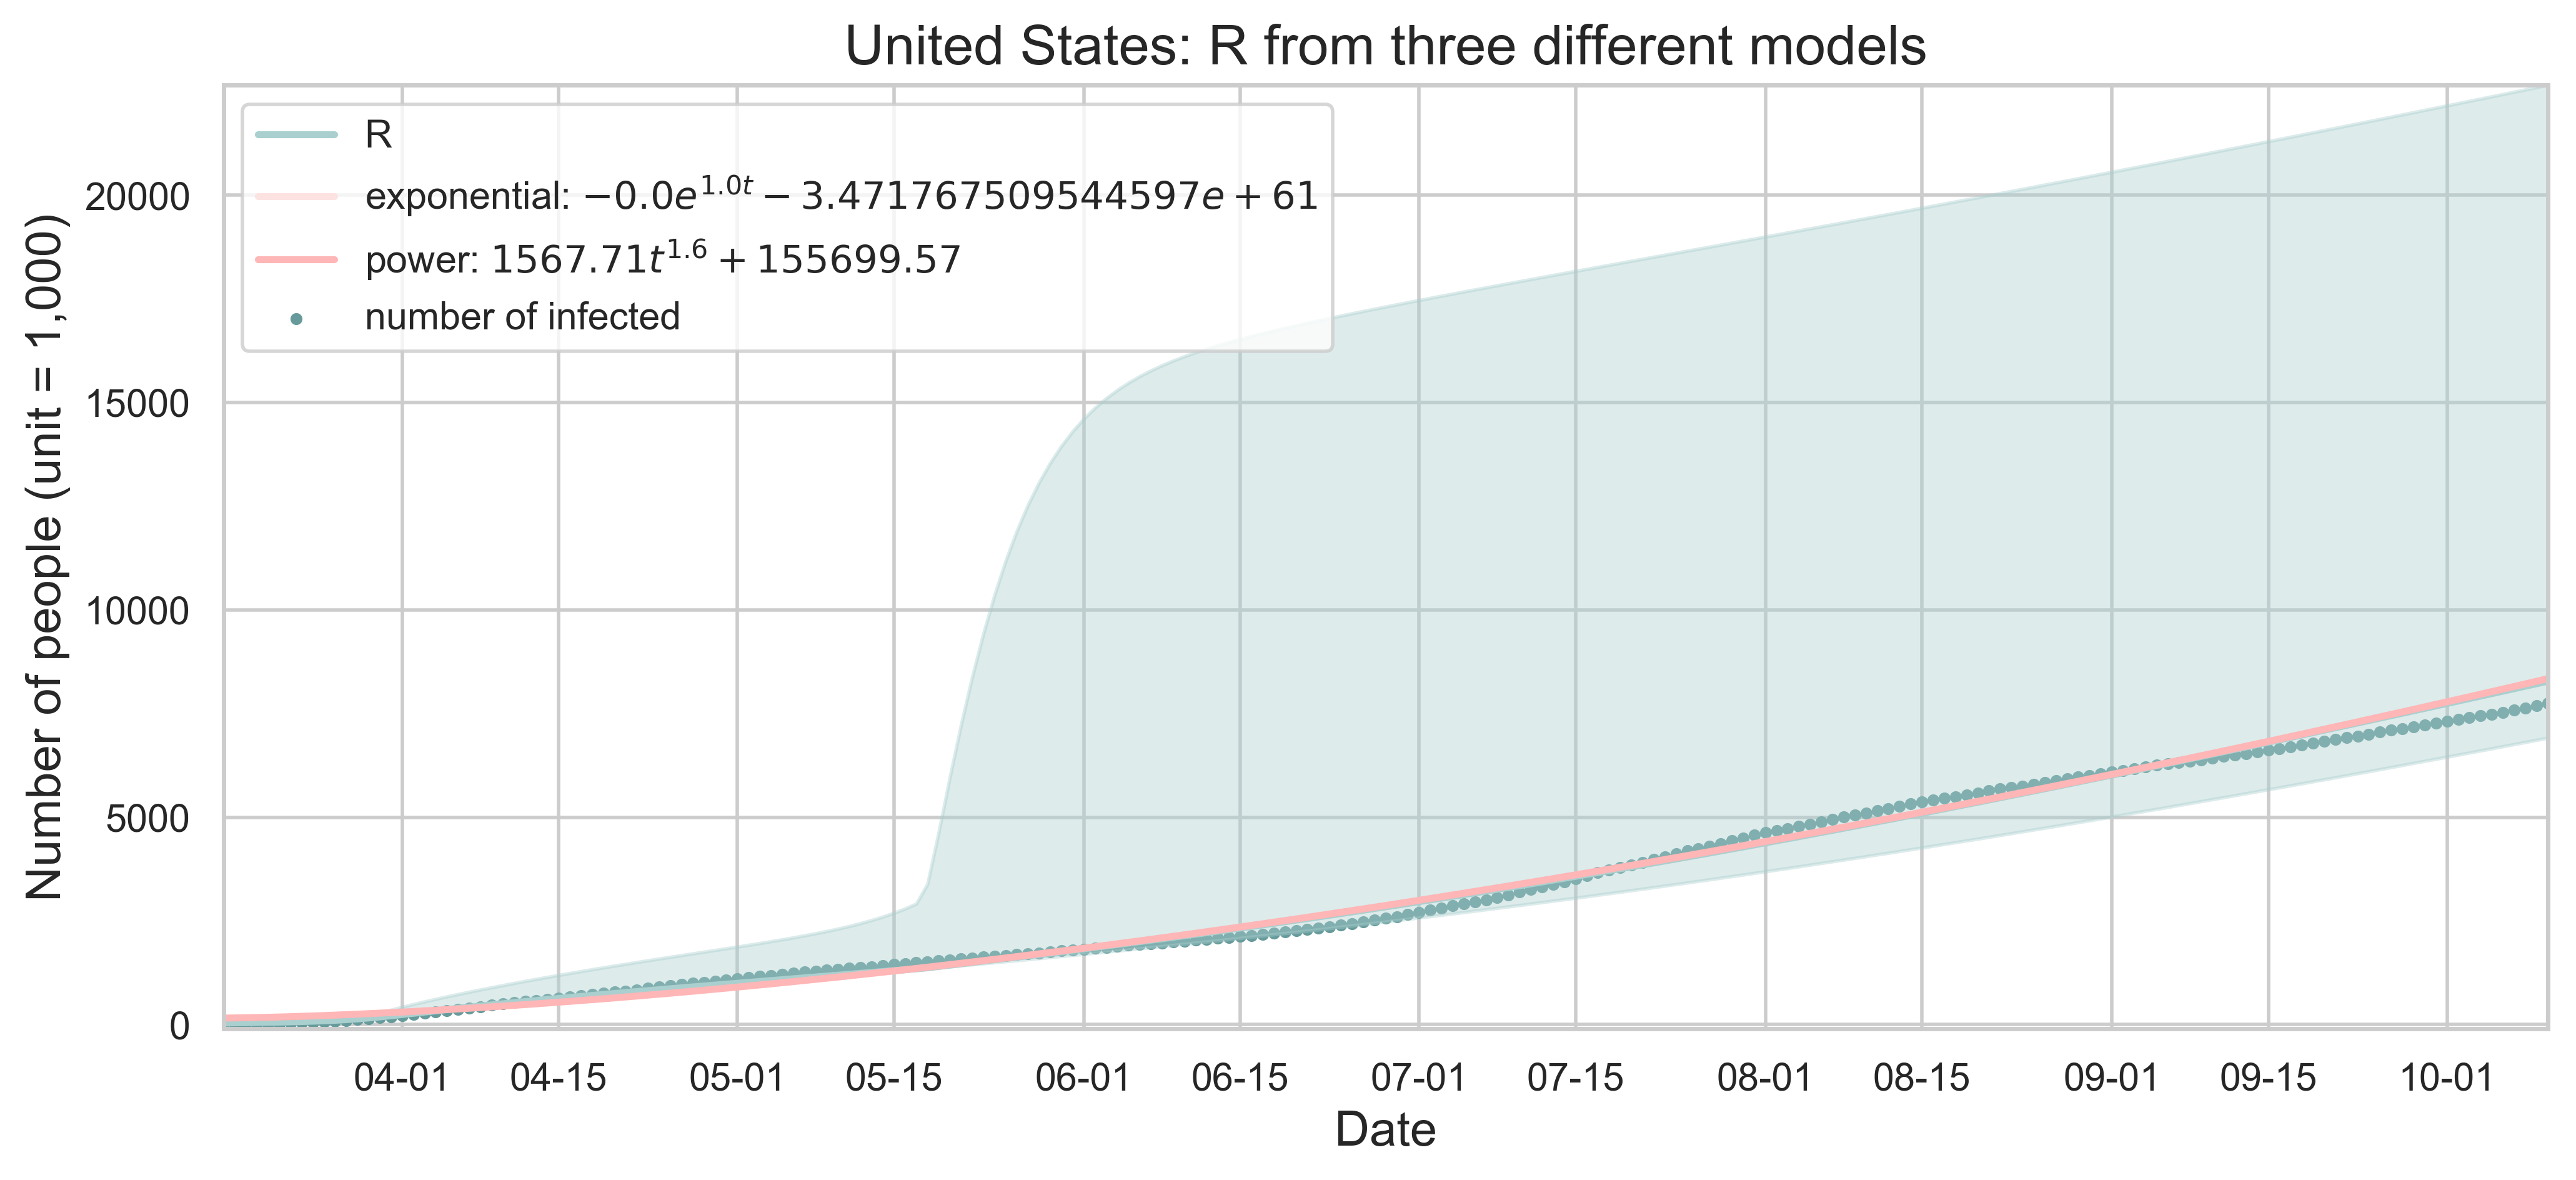 United States: R from three different models
R
exponential: −0.0e^{1.0t} − 3.4717675095445​97e + 61
power: 1567.71t^{1.6} + 155699.57
number of infected
Number of people (unit = 1,000)
20000
15000
10000
5000
0
04-01 04-15 05-01 05-15 06-01 06-15 07-01 07-15 08-01 08-15 09-01 09-15 10-01
Date